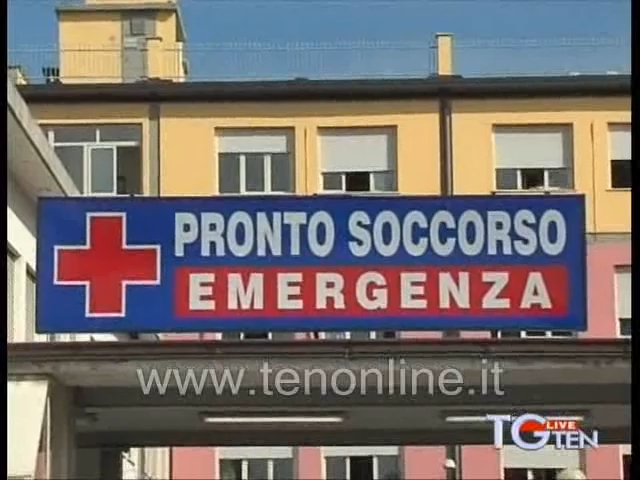 PRONTO SOCCORSO
EMERGENZA
www.tenonline.it
TG LIVE
TEN